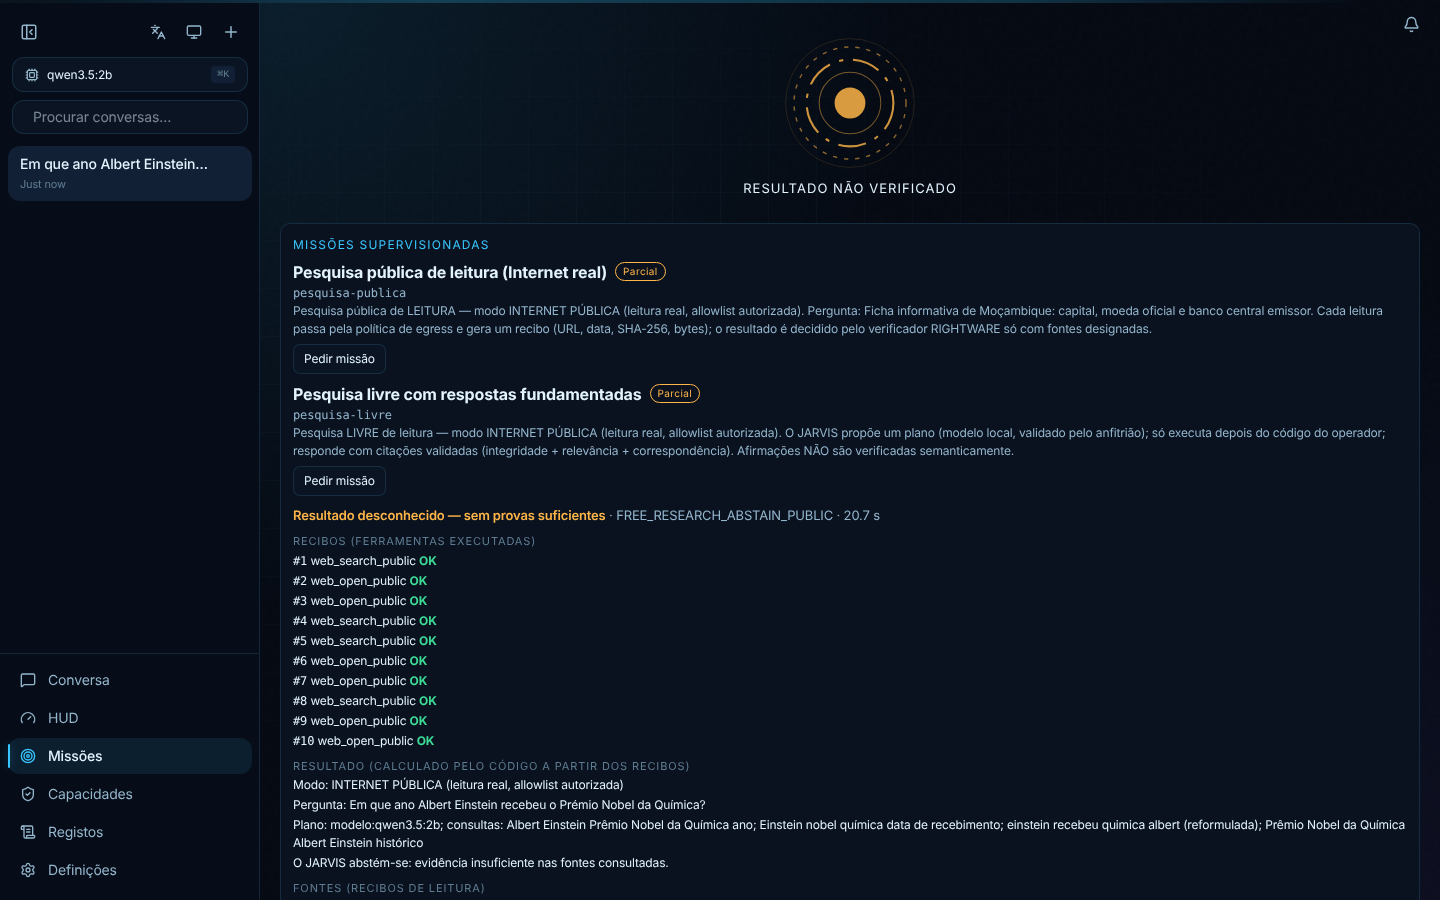 qwen3.5:2b
⌘K
Procurar conversas...
Em que ano Albert Einstein...
Just now
Conversa
HUD
Missões
Capacidades
Registos
Definições
RESULTADO NÃO VERIFICADO
MISSÕES SUPERVISIONADAS
Pesquisa pública de leitura (Internet real) Parcial
pesquisa-publica
Pesquisa pública de LEITURA — modo INTERNET PÚBLICA (leitura real, allowlist autorizada). Pergunta: Ficha informativa de Moçambique: capital, moeda oficial e banco central emissor. Cada leitura
passa pela política de egress e gera um recibo (URL, data, SHA-256, bytes); o resultado é decidido pelo verificador RIGHTWARE só com fontes designadas.
Pedir missão
Pesquisa livre com respostas fundamentadas Parcial
pesquisa-livre
Pesquisa LIVRE de leitura — modo INTERNET PÚBLICA (leitura real, allowlist autorizada). O JARVIS propõe um plano (modelo local, validado pelo anfitrião); só executa depois do código do operador;
responde com citações validadas (integridade + relevância + correspondência). Afirmações NÃO são verificadas semanticamente.
Pedir missão
Resultado desconhecido — sem provas suficientes · FREE_RESEARCH_ABSTAIN_PUBLIC · 20.7 s
RECIBOS (FERRAMENTAS EXECUTADAS)
#1 web_search_public OK
#2 web_open_public OK
#3 web_open_public OK
#4 web_search_public OK
#5 web_search_public OK
#6 web_open_public OK
#7 web_open_public OK
#8 web_search_public OK
#9 web_open_public OK
#10 web_open_public OK
RESULTADO (CALCULADO PELO CÓDIGO A PARTIR DOS RECIBOS)
Modo: INTERNET PÚBLICA (leitura real, allowlist autorizada)
Pergunta: Em que ano Albert Einstein recebeu o Prémio Nobel da Química?
Plano: modelo:qwen3.5:2b; consultas: Albert Einstein Prêmio Nobel da Química ano; Einstein nobel química data de recebimento; einstein recebeu quimica albert (reformulada); Prêmio Nobel da Química
Albert Einstein histórico
O JARVIS abstém-se: evidência insuficiente nas fontes consultadas.
FONTES (RECIBOS DE LEITURA)